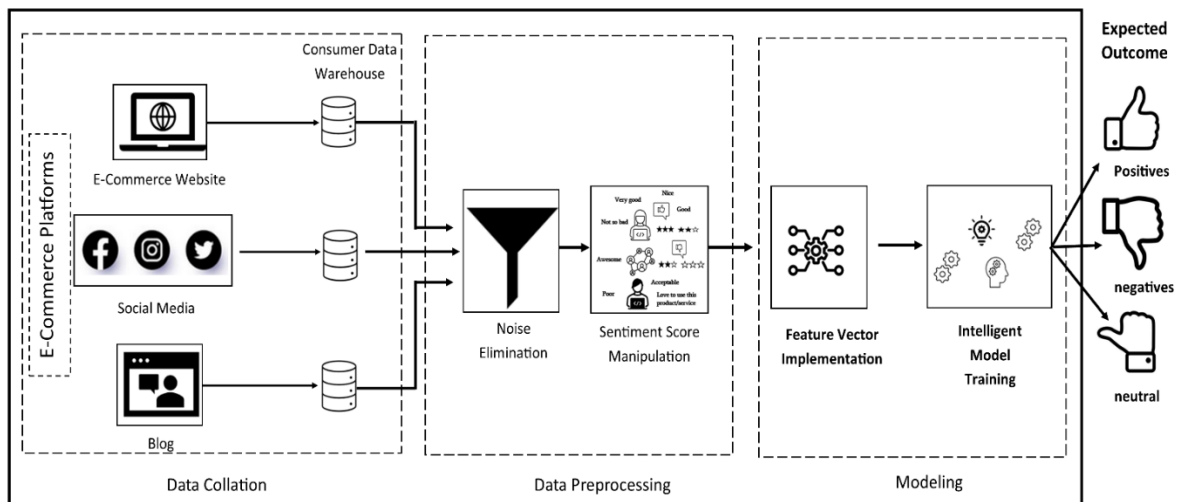 Consumer Data
Warehouse
E-Commerce Platforms
E-Commerce Website
Social Media
Blog
Data Collation
Noise
Elimination
Nice
Very good
Good
Not so bad
Awesome
Acceptable
Poor
Love to use this
product/service
Sentiment Score
Manipulation
Data Preprocessing
Feature Vector
Implementation
Intelligent
Model
Training
Modeling
Expected
Outcome
Positives
negatives
neutral